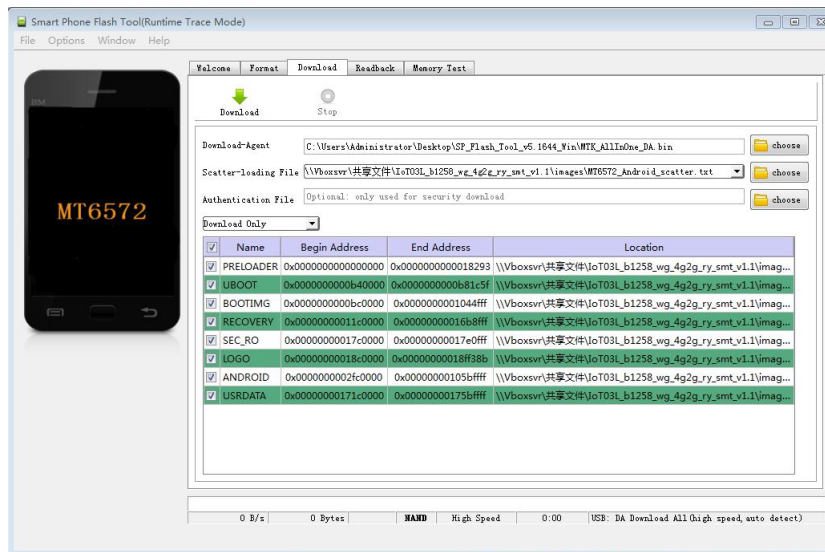 Smart Phone Flash Tool(Runtime Trace Mode)
File Options Window Help
BM
MT6572
Welcome Format Download Readback Memory Test
Download Stop
Download-Agent C:\Users\Administrator\Desktop\SP_Flash_Tool_v5.1644_Win\MTK_AllInOne_DA.bin choose
Scatter-loading File \\Vboxsvr\共享文件\IoT03L_b1258_wg_4g2g_ry_smt_v1.1\images\MT6572_Android_scatter.txt choose
Authentication File Optional: only used for security download choose
Download Only
Name Begin Address End Address Location
PRELOADER 0x0000000000000000 0x0000000000018293 \\Vboxsvr\共享文件\IoT03L_b1258_wg_4g2g_ry_smt_v1.1\imag...
UBOOT 0x0000000000b40000 0x0000000000b81c5f \\Vboxsvr\共享文件\IoT03L_b1258_wg_4g2g_ry_smt_v1.1\imag...
BOOTIMG 0x0000000000bc0000 0x0000000001044fff \\Vboxsvr\共享文件\IoT03L_b1258_wg_4g2g_ry_smt_v1.1\imag...
RECOVERY 0x00000000011c0000 0x00000000016b8fff \\Vboxsvr\共享文件\IoT03L_b1258_wg_4g2g_ry_smt_v1.1\imag...
SEC_RO 0x00000000017c0000 0x00000000017e0fff \\Vboxsvr\共享文件\IoT03L_b1258_wg_4g2g_ry_smt_v1.1\imag...
LOGO 0x00000000018c0000 0x00000000018ff38b \\Vboxsvr\共享文件\IoT03L_b1258_wg_4g2g_ry_smt_v1.1\imag...
ANDROID 0x0000000002fc0000 0x00000000105bffff \\Vboxsvr\共享文件\IoT03L_b1258_wg_4g2g_ry_smt_v1.1\imag...
USRDATA 0x00000000171c0000 0x00000000175bffff \\Vboxsvr\共享文件\IoT03L_b1258_wg_4g2g_ry_smt_v1.1\imag...
0 B/s 0 Bytes NAND High Speed 0:00 USB: DA Download All(high speed,auto detect)